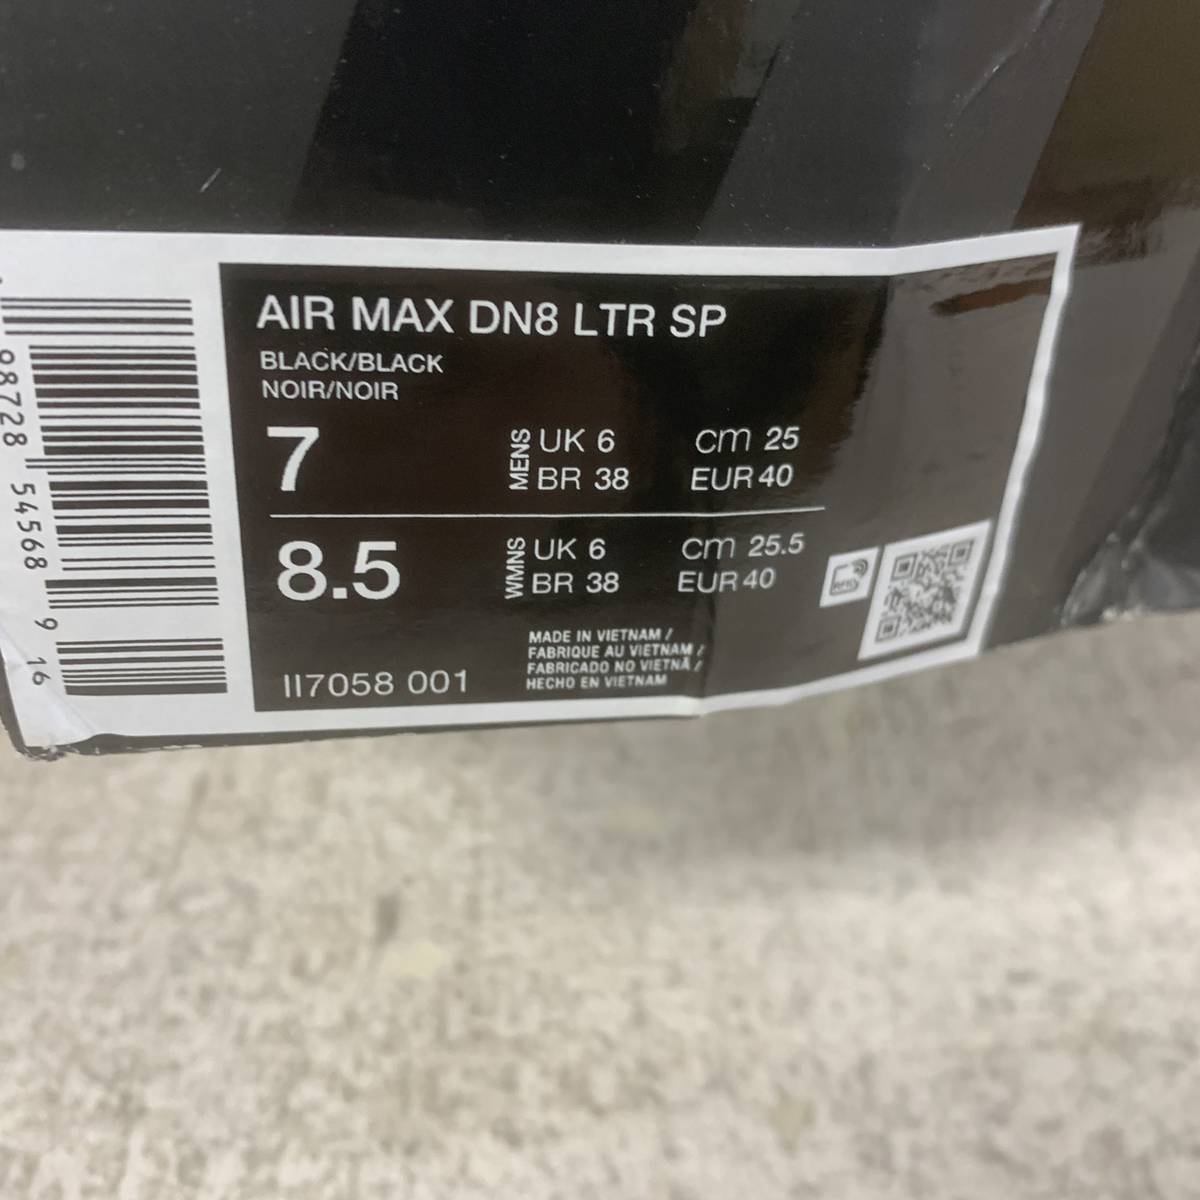 AIR MAX DN8 LTR SP
BLACK/BLACK
NOIR/NOIR
7
MENS
UK 6
cm 25
BR 38
EUR 40
8.5
WMNS
UK 6
cm 25.5
BR 38
EUR 40
RFID
MADE IN VIETNAM /
FABRIQUE AU VIETNAM /
FABRICADO NO VIETNÃ /
HECHO EN VIETNAM
II7058 001
98728 54568 9 16